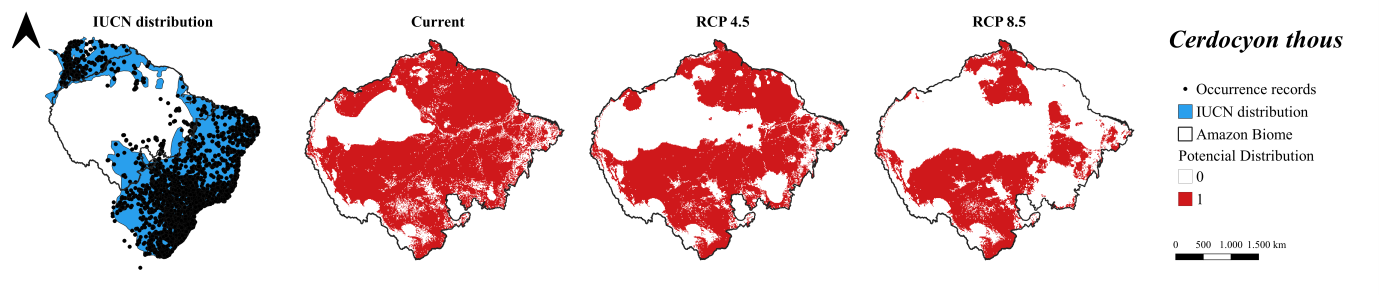 IUCN distribution
Current
RCP 4.5
RCP 8.5
Cerdocyon thous
Occurrence records
IUCN distribution
Amazon Biome
Potencial Distribution
0
1
0 500 1.000 1.500 km